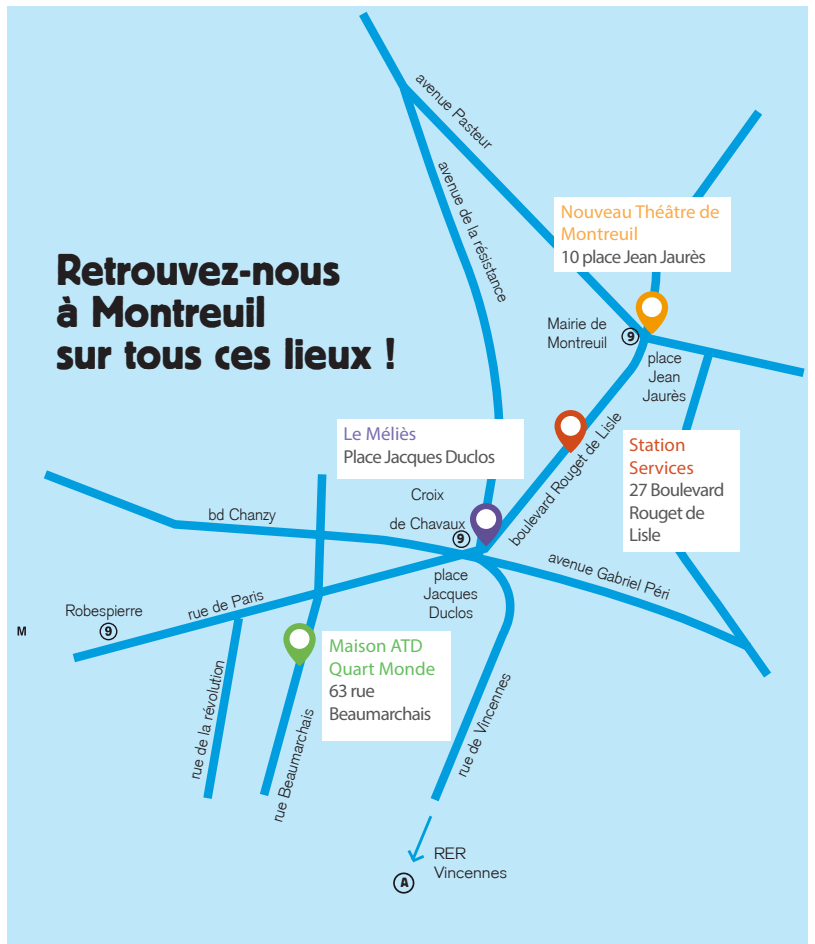 avenue Pasteur
avenue de la résistance
Nouveau Théâtre de
Montreuil
10 place Jean Jaurès
Retrouvez-nous
à Montreuil
sur tous ces lieux !
Mairie de
Montreuil
9
place
Jean
Jaurès
Le Méliès
Place Jacques Duclos
boulevard Rouget de Lisle
Station
Services
27 Boulevard
Rouget de
Lisle
Croix
de Chavaux
9
bd Chanzy
avenue Gabriel Péri
place
Jacques
Duclos
rue de Paris
Robespierre
9
M
Maison ATD
Quart Monde
63 rue
Beaumarchais
rue de la révolution
rue Beaumarchais
rue de Vincennes
RER
Vincennes
A